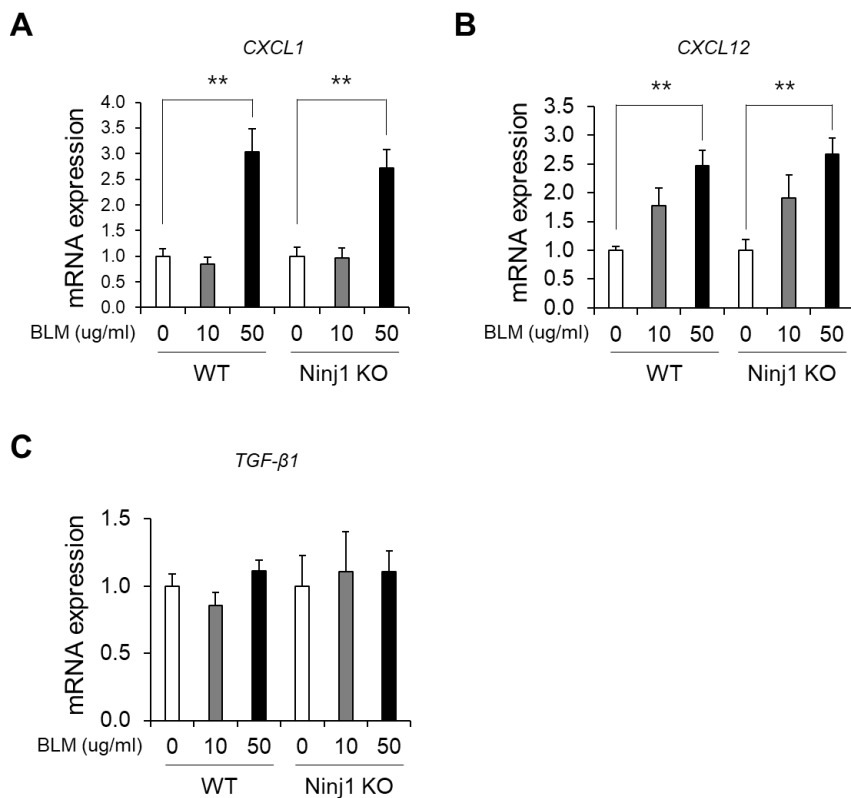 A
CXCL1
** **
mRNA expression
4.0
3.5
3.0
2.5
2.0
1.5
1.0
0.5
0.0
BLM (ug/ml) 0 10 50 0 10 50
WT Ninj1 KO
B
CXCL12
** **
mRNA expression
3.5
3.0
2.5
2.0
1.5
1.0
0.5
0.0
BLM (ug/ml) 0 10 50 0 10 50
WT Ninj1 KO
C
TGF-β1
mRNA expression
1.5
1.0
0.5
0.0
BLM (ug/ml) 0 10 50 0 10 50
WT Ninj1 KO